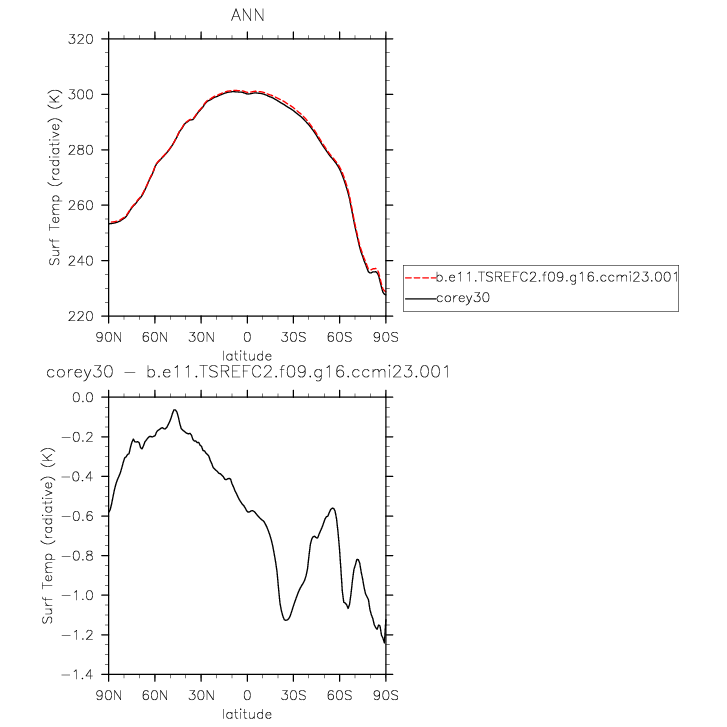 ANN
320
300
280
260
240
220
Surf Temp (radiative) (K)
90N 60N 30N 0 30S 60S 90S
latitude
b.e11.TSREFC2.f09.g16.ccmi23.001
corey30
corey30 - b.e11.TSREFC2.f09.g16.ccmi23.001
0.0
-0.2
-0.4
-0.6
-0.8
-1.0
-1.2
-1.4
Surf Temp (radiative) (K)
90N 60N 30N 0 30S 60S 90S
latitude